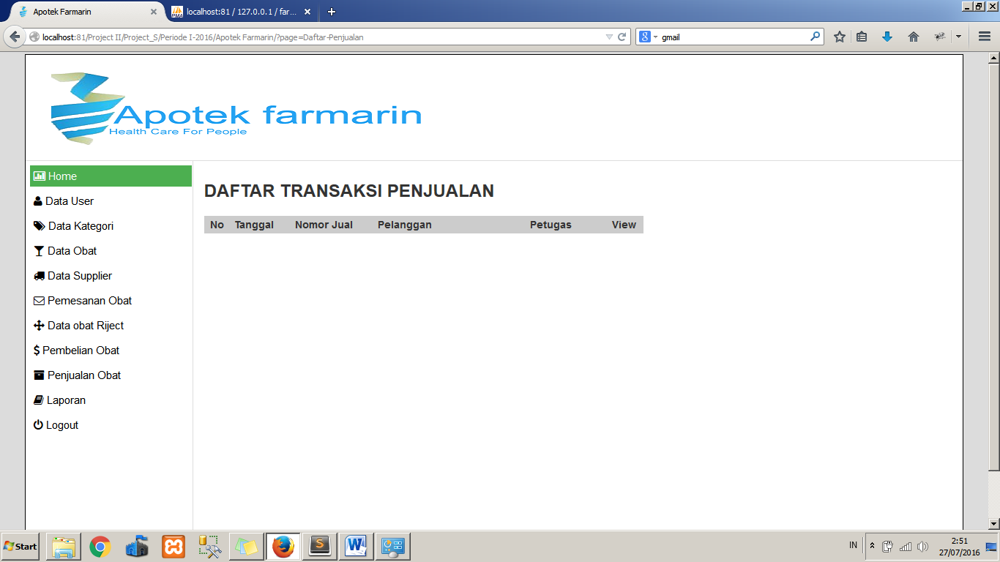 Apotek Farmarin
localhost:81 / 127.0.0.1 / far...
localhost:81/Project II/Project_S/Periode I-2016/Apotek Farmarin/?page=Daftar-Penjualan
gmail
Apotek farmarin
Health Care For People
Home
Data User
Data Kategori
Data Obat
Data Supplier
Pemesanan Obat
Data obat Riject
Pembelian Obat
Penjualan Obat
Laporan
Logout
DAFTAR TRANSAKSI PENJUALAN
No Tanggal Nomor Jual Pelanggan Petugas View
Start
IN
2:51
27/07/2016